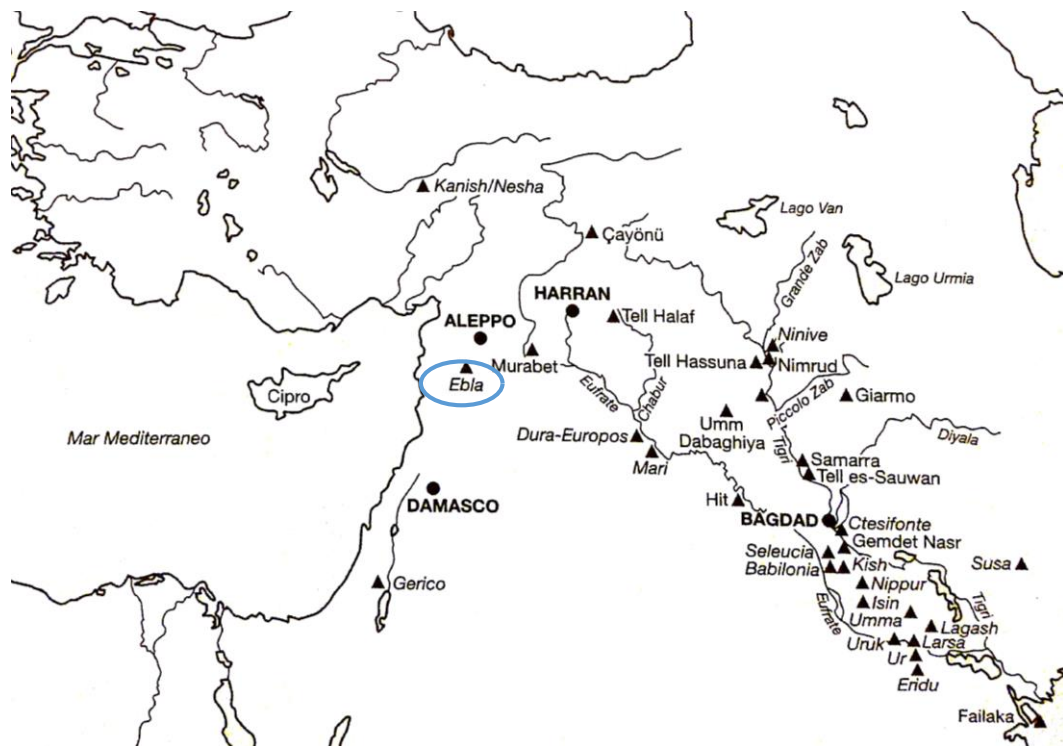 Kanish/Nesha
Lago Van
Çayönü
Grande Zab
Lago Urmia
HARRAN
Tell Halaf
ALEPPO
Ninive
Murabet
Tell Hassuna
Nimrud
Ebla
Eufrate
Chabur
Piccolo Zab
Giarmo
Cipro
Umm
Dabaghiya
Mar Mediterraneo
Dura-Europos
Diyala
Mari
Tigri
Samarra
Tell es-Sauwan
DAMASCO
Hit
BAGDAD
Ctesifonte
Gemdet Nasr
Seleucia
Babilonia
Kish
Susa
Gerico
Nippur
Eufrate
Isin
Tigri
Umma
Lagash
Uruk
Larsa
Ur
Eridu
Failaka